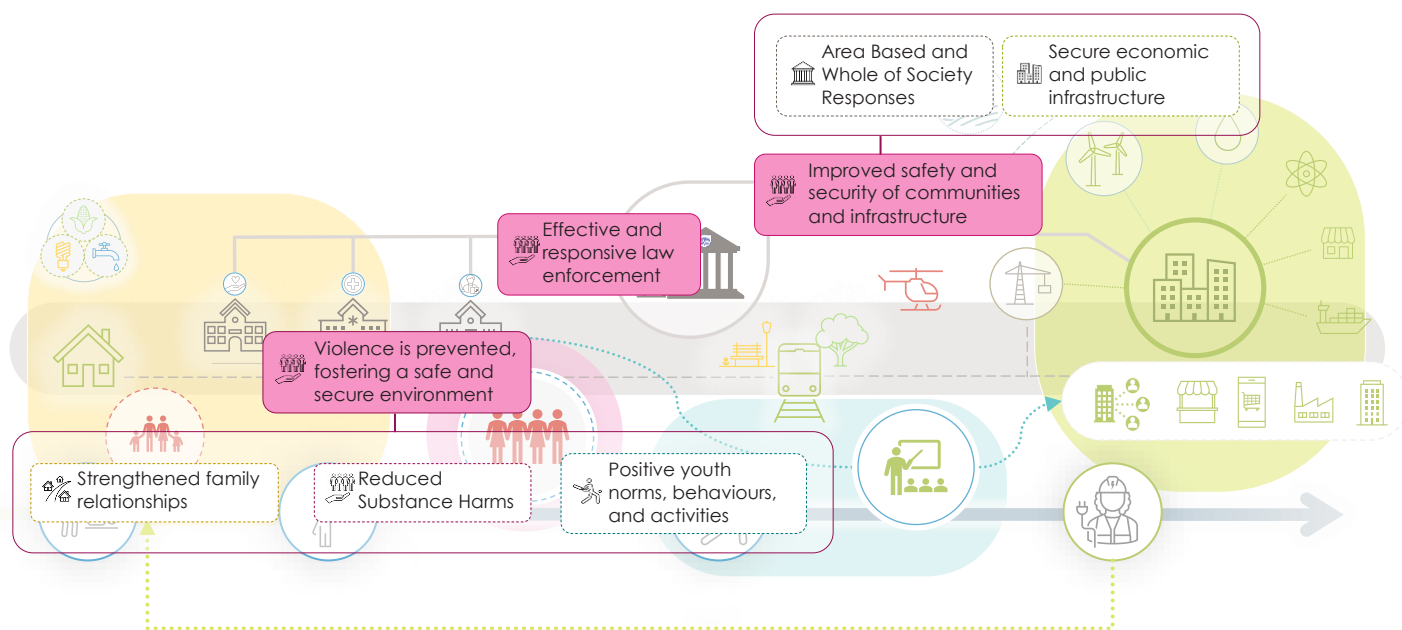 Area Based and
Whole of Society
Responses
Secure economic
and public
infrastructure
Improved safety and
security of communities
and infrastructure
Effective and
responsive law
enforcement
Violence is prevented,
fostering a safe and
secure environment
Strengthened family
relationships
Reduced
Substance Harms
Positive youth
norms, behaviours,
and activities